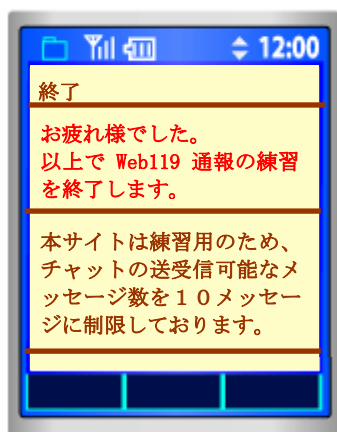 12:00
終了
お疲れ様でした。
以上で Web119 通報の練習
を終了します。
本サイトは練習用のため、
チャットの送受信可能なメ
ッセージ数を１０メッセー
ジに制限しております。